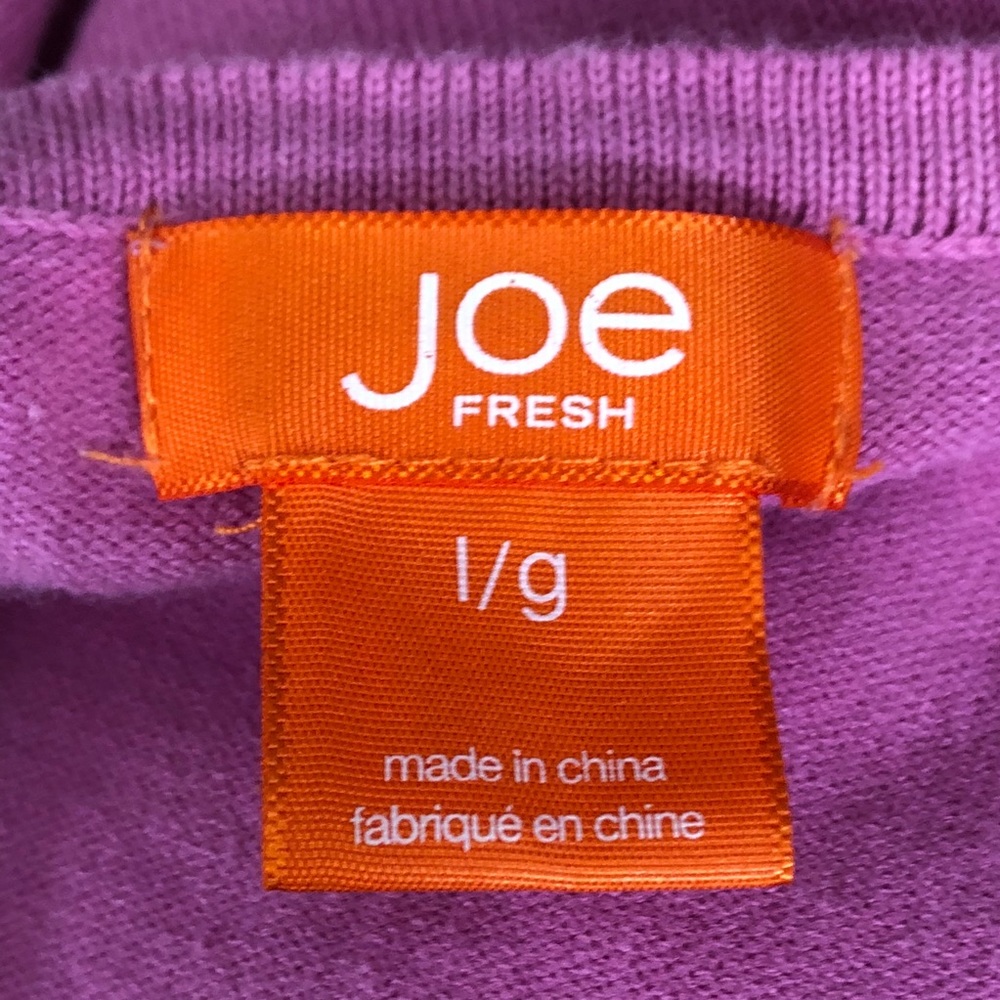 joe
FRESH
l/g
made in china
fabriqué en chine